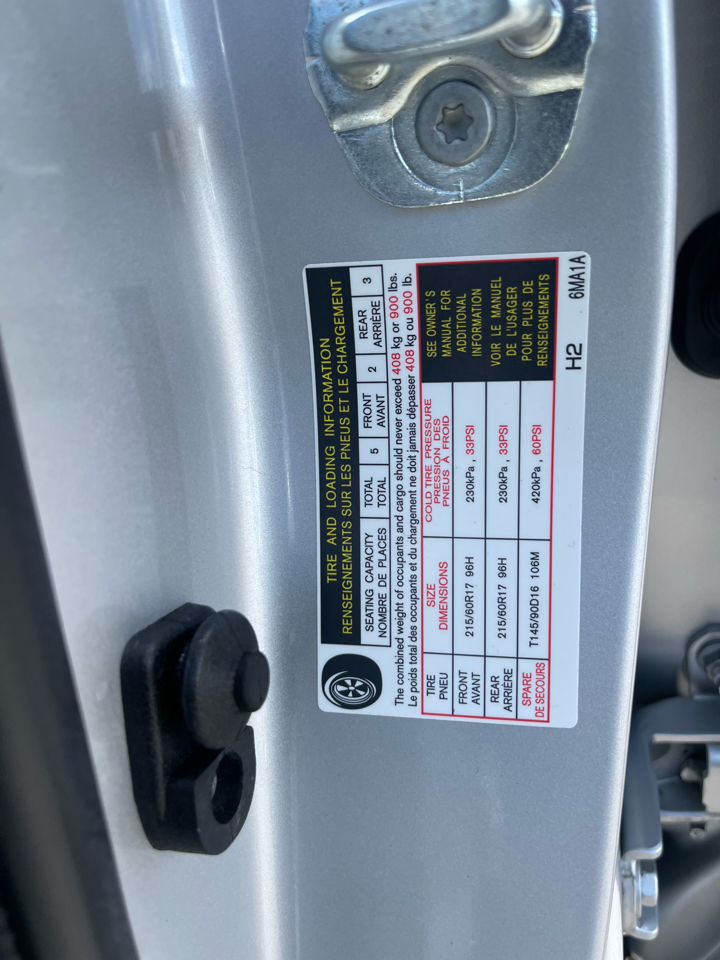 TIRE AND LOADING INFORMATION
RENSEIGNEMENTS SUR LES PNEUS ET LE CHARGEMENT
SEATING CAPACITY TOTAL 5 FRONT 2 REAR 3
NOMBRE DE PLACES TOTAL AVANT ARRIÈRE
The combined weight of occupants and cargo should never exceed 408 kg or 900 lbs.
Le poids total des occupants et du chargement ne doit jamais dépasser 408 kg ou 900 lb.
TIRE
PNEU
SIZE
DIMENSIONS
COLD TIRE PRESSURE
PRESSION DES
PNEUS À FROID
FRONT
AVANT
215/60R17 96H
230kPa, 33PSI
REAR
ARRIÈRE
215/60R17 96H
230kPa, 33PSI
SPARE
DE SECOURS
T145/90D16 106M
420kPa, 60PSI
SEE OWNER'S
MANUAL FOR
ADDITIONAL
INFORMATION
VOIR LE MANUEL
DE L'USAGER
POUR PLUS DE
RENSEIGNEMENTS
H2 6MA1A